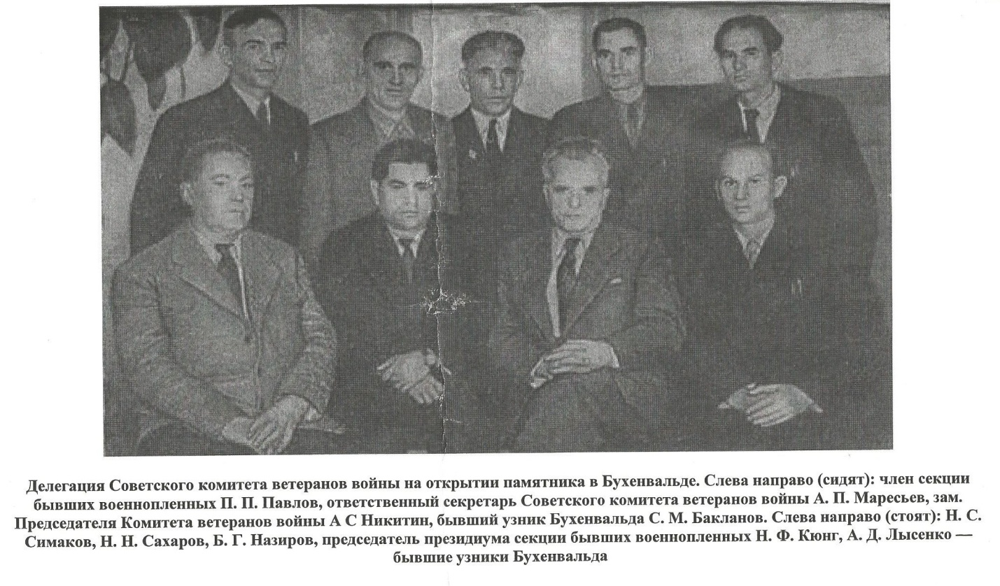 Делегация Советского комитета ветеранов войны на открытии памятника в Бухенвальде. Слева направо (сидят): член секции
бывших военнопленных П. П. Павлов, ответственный секретарь Советского комитета ветеранов войны А. П. Маресьев, зам.
Председателя Комитета ветеранов войны А С Никитин, бывший узник Бухенвальда С. М. Бакланов. Слева направо (стоят): Н. С.
Симаков, Н. Н. Сахаров, Б. Г. Назиров, председатель президиума секции бывших военнопленных Н. Ф. Кюнг, А. Д. Лысенко —
бывшие узники Бухенвальда